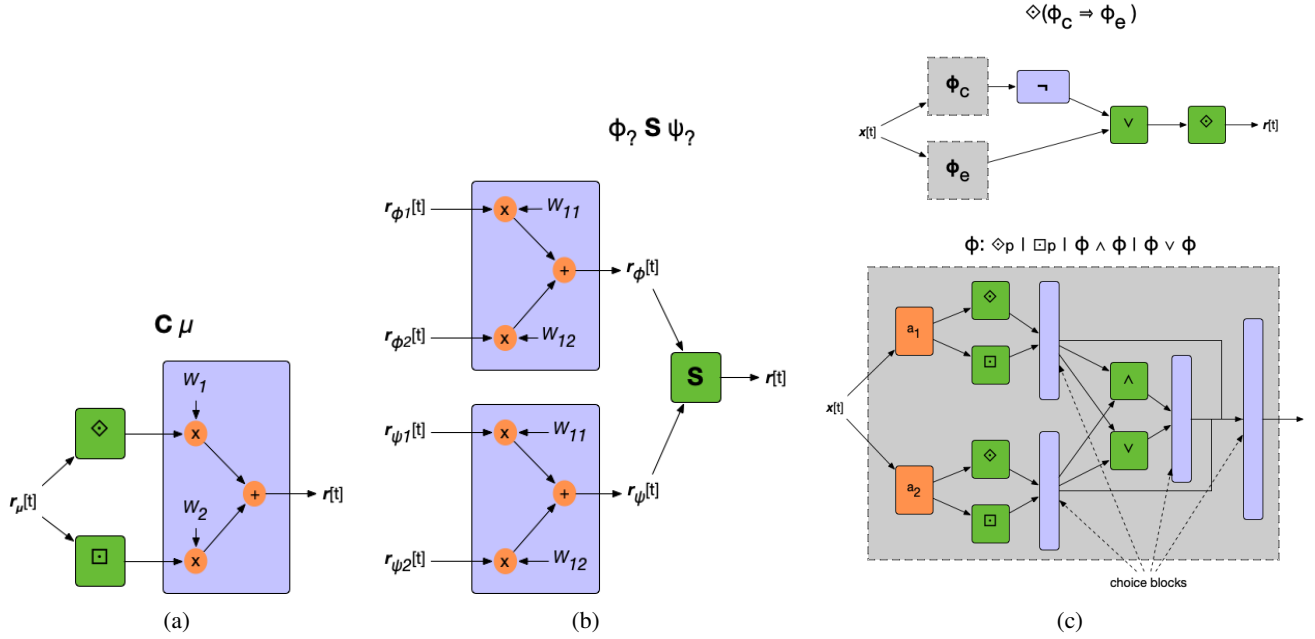 C μ
W1
x
◇
+
r[t]
rμ[t]
W2
⊡
x
(a)
ϕ? S ψ?
rϕ1[t]
x
W11
+
rϕ[t]
rϕ2[t]
x
W12
S
r[t]
rψ1[t]
x
W11
+
rψ[t]
rψ2[t]
x
W12
(b)
◇(ϕc ⇒ ϕe)
ϕc
¬
x[t]
∨
◇
r[t]
ϕe
ϕ: ◇p | ⊡p | ϕ ∧ ϕ | ϕ ∨ ϕ
a1
◇
⊡
∧
x[t]
∨
a2
◇
⊡
choice blocks
(c)